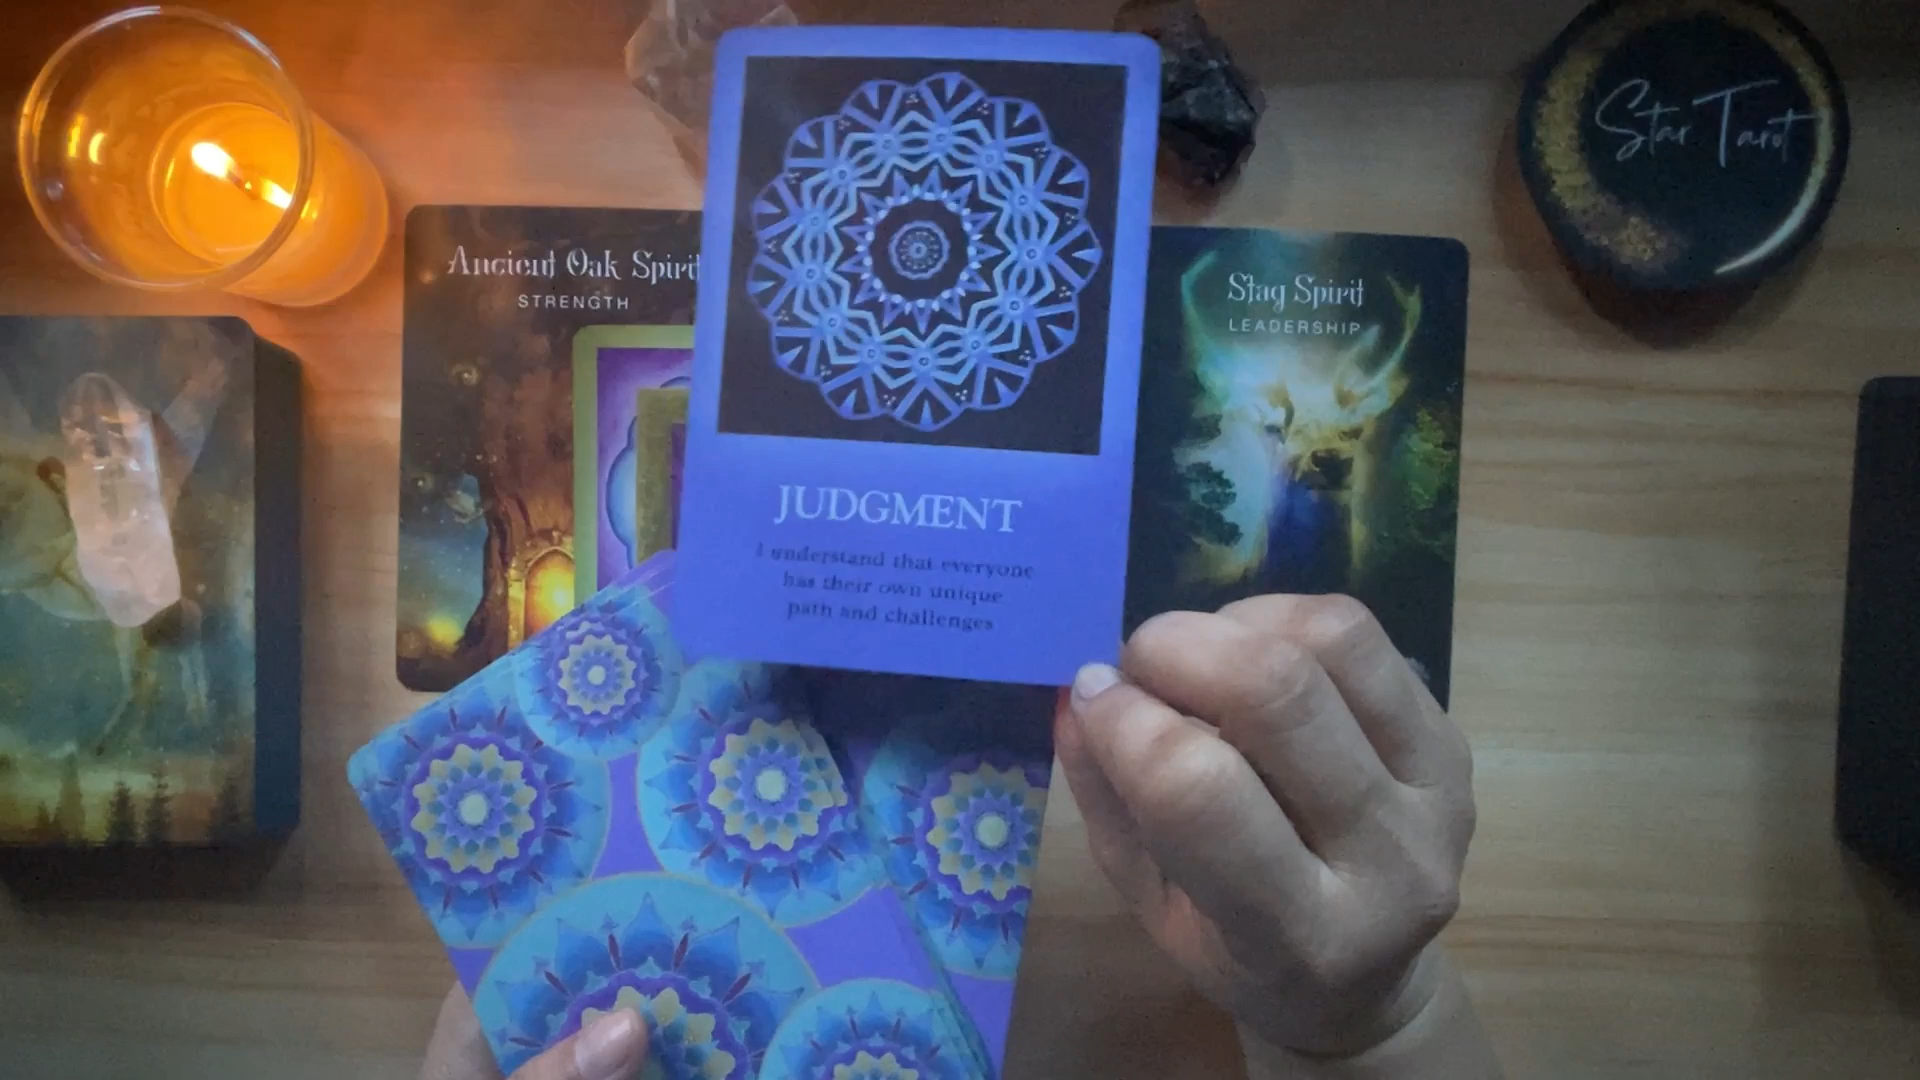 Star Tarot
Ancient Oak Spirit
STRENGTH
Stag Spirit
LEADERSHIP
JUDGMENT
I understand that everyone
has their own unique
path and challenges